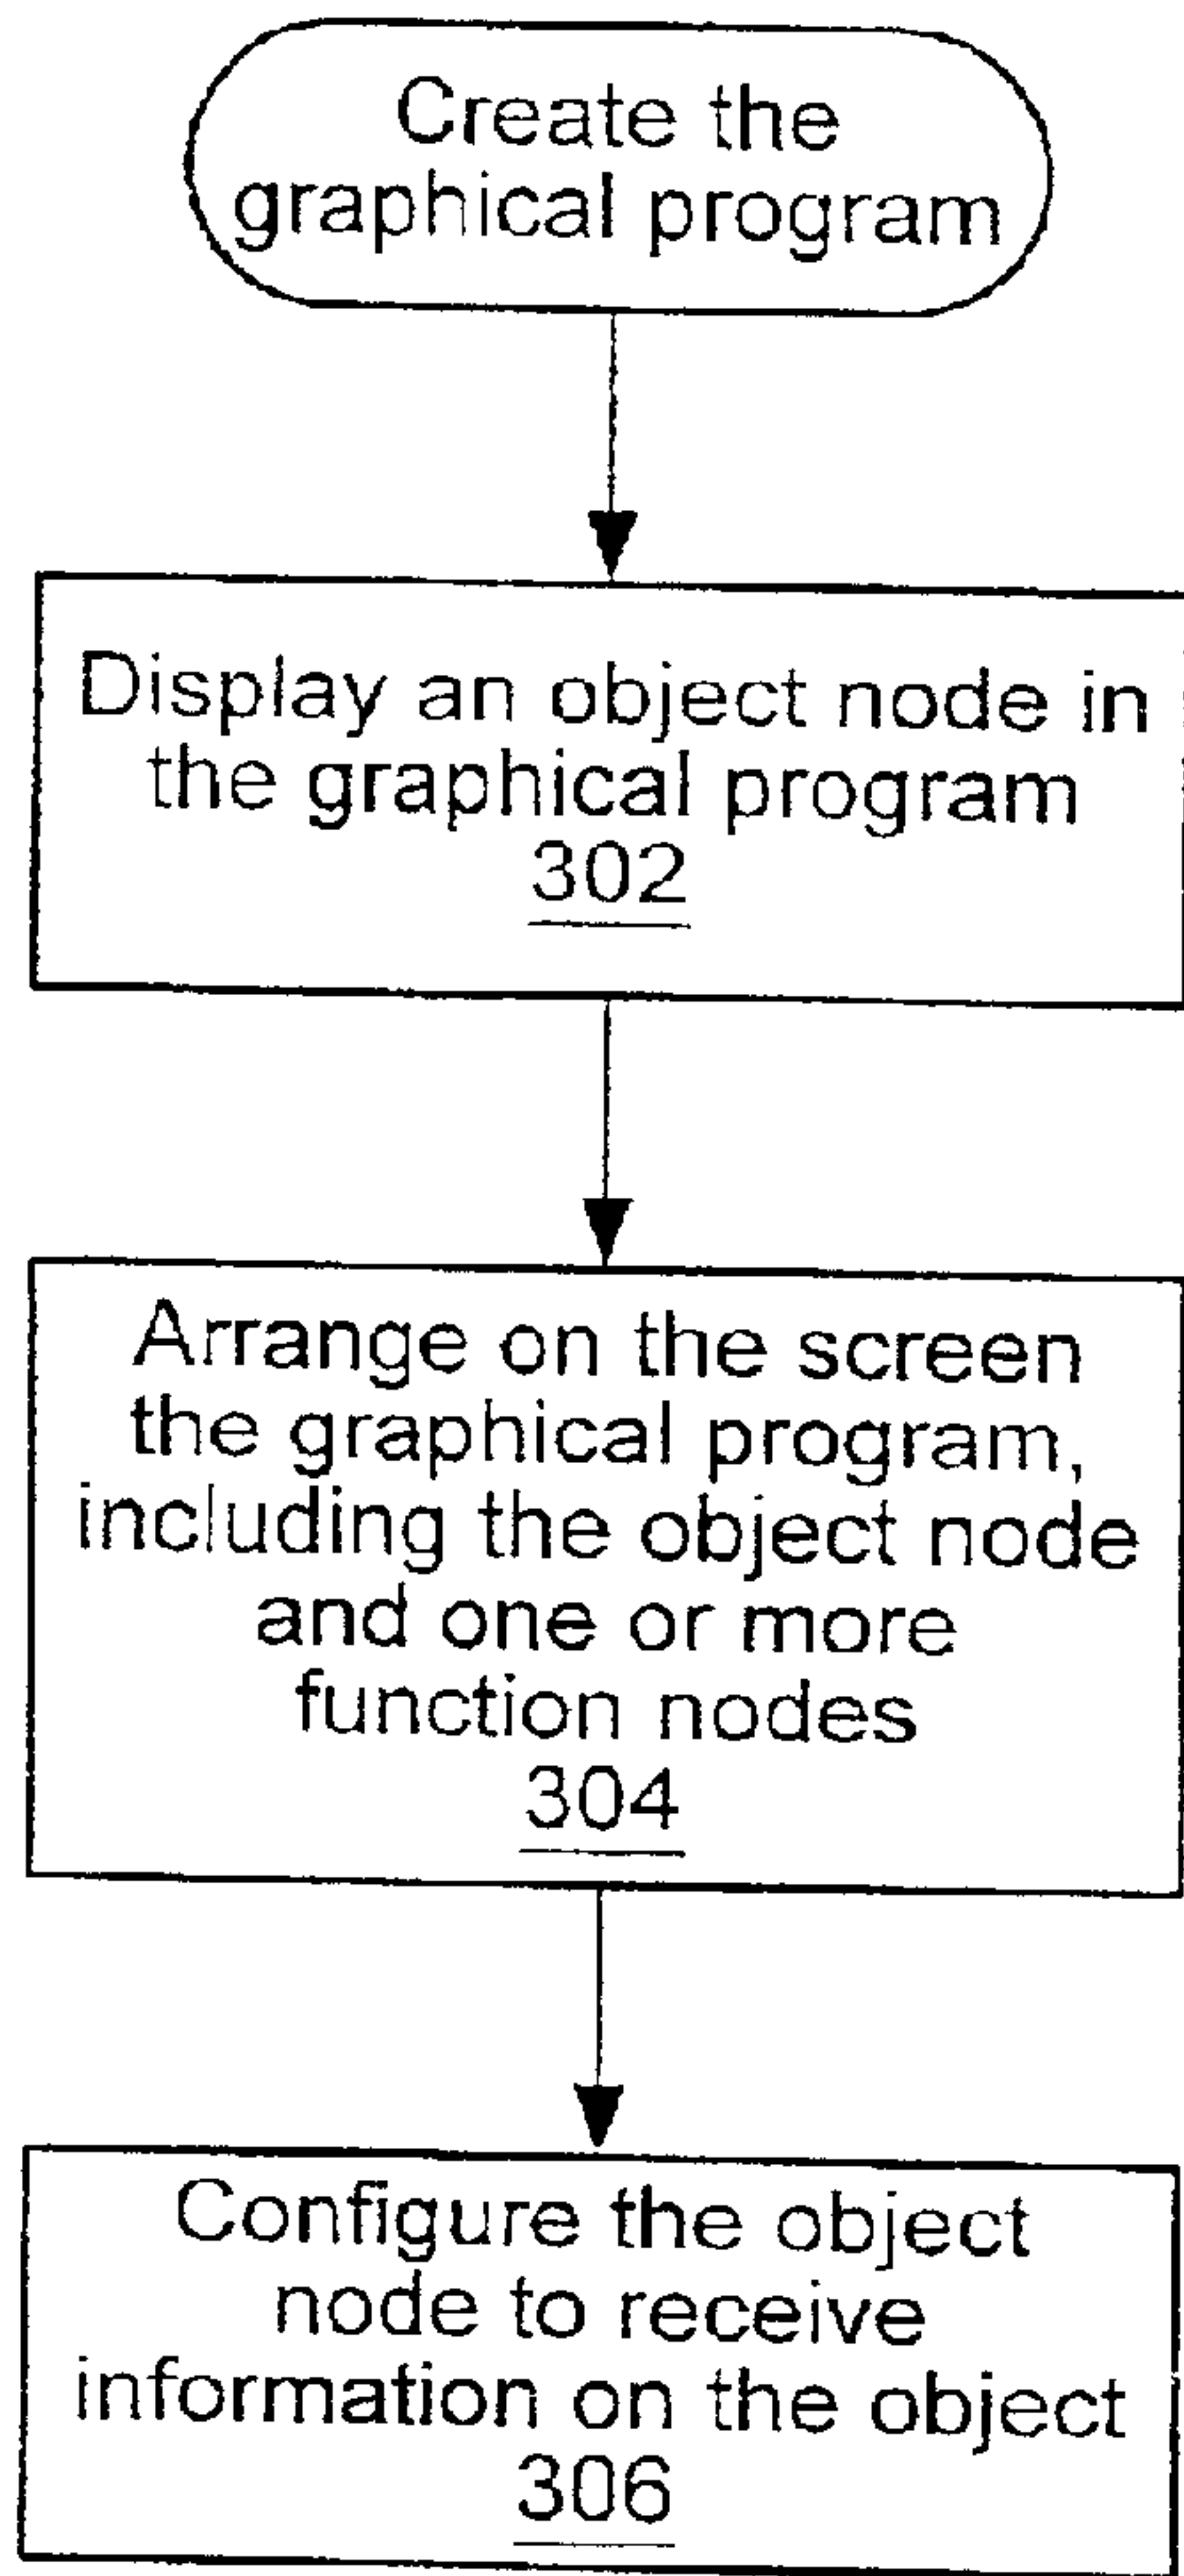 Create the
graphical program
Display an object node in
the graphical program
302
Arrange on the screen
the graphical program,
including the object node
and one or more
function nodes
304
Configure the object
node to receive
information on the object
306